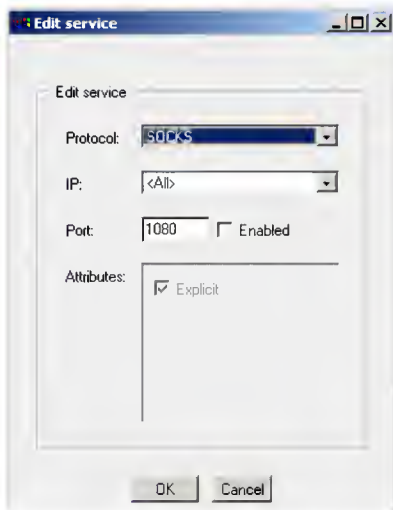 Edit service
Edit service
Protocol: SOCKS
IP: <All>
Port: 1080 Enabled
Attributes: Explicit
OK Cancel